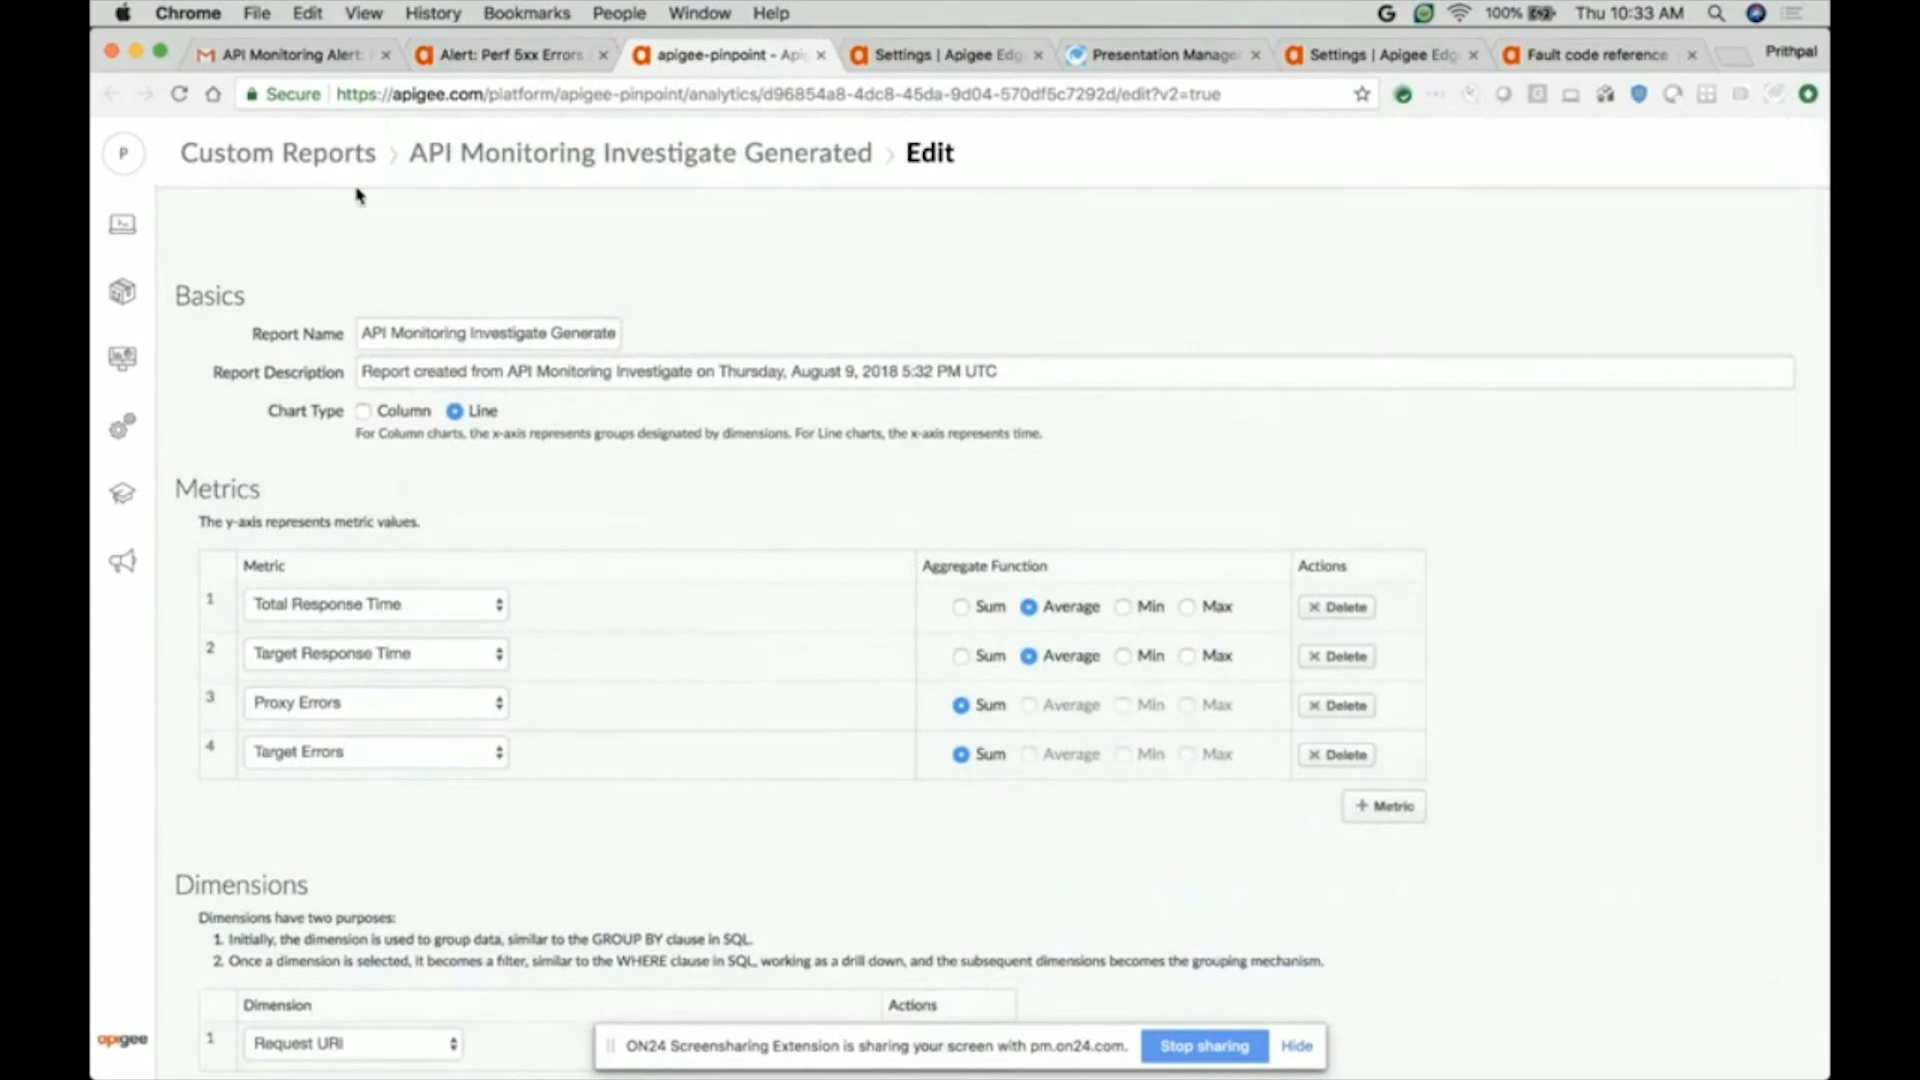 Chrome File Edit View History Bookmarks People Window Help 100% Thu 10:33 AM
API Monitoring Alert: Alert: Perf 5xx Errors apigee-pinpoint - Api Settings | Apigee Edg Presentation Manage Settings | Apigee Edg Fault code reference Prithpal
Secure https://apigee.com/platform/apigee-pinpoint/analytics/d96854a8-4dc8-45da-9d04-570df5c7292d/edit?v2=true
P Custom Reports > API Monitoring Investigate Generated > Edit
Basics
Report Name API Monitoring Investigate Generate
Report Description Report created from API Monitoring Investigate on Thursday, August 9, 2018 5:32 PM UTC
Chart Type Column Line
For Column charts, the x-axis represents groups designated by dimensions. For Line charts, the x-axis represents time.
Metrics
The y-axis represents metric values.
Metric Aggregate Function Actions
1 Total Response Time Sum Average Min Max × Delete
2 Target Response Time Sum Average Min Max × Delete
3 Proxy Errors Sum Average Min Max × Delete
4 Target Errors Sum Average Min Max × Delete
+ Metric
Dimensions
Dimensions have two purposes:
1. Initially, the dimension is used to group data, similar to the GROUP BY clause in SQL.
2. Once a dimension is selected, it becomes a filter, similar to the WHERE clause in SQL, working as a drill down, and the subsequent dimensions becomes the grouping mechanism.
Dimension Actions
1 Request URI
apigee
ON24 Screensharing Extension is sharing your screen with pm.on24.com. Stop sharing Hide